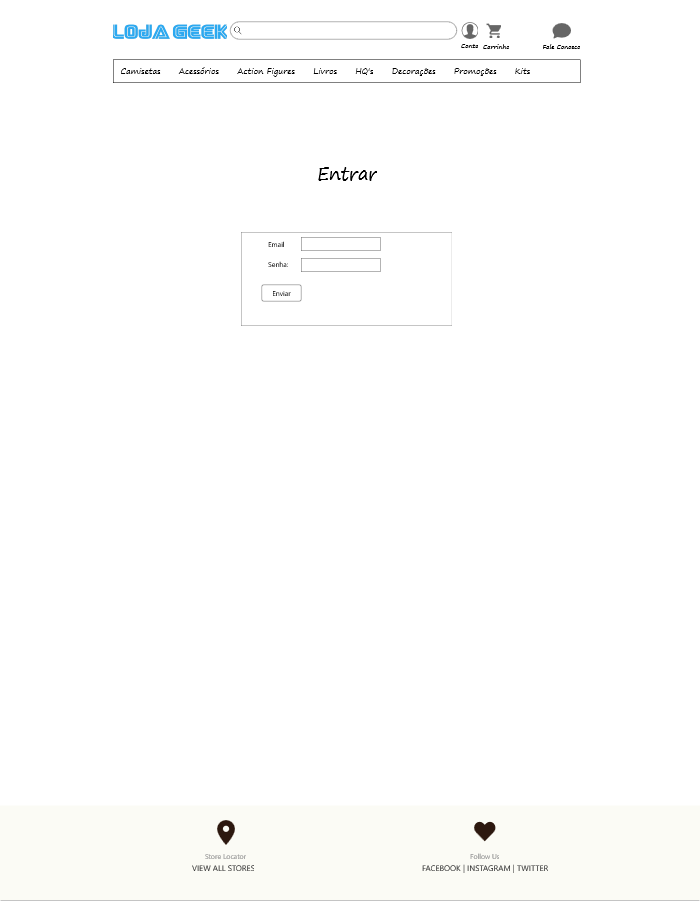 LOJA GEEK
Conta Carrinho Fale Conosco
Camisetas Acessórios Action Figures Livros HQ's Decorações Promoções Kits
Entrar
Email
Senha:
Enviar
Store Locator Follow Us
VIEW ALL STORES FACEBOOK | INSTAGRAM | TWITTER